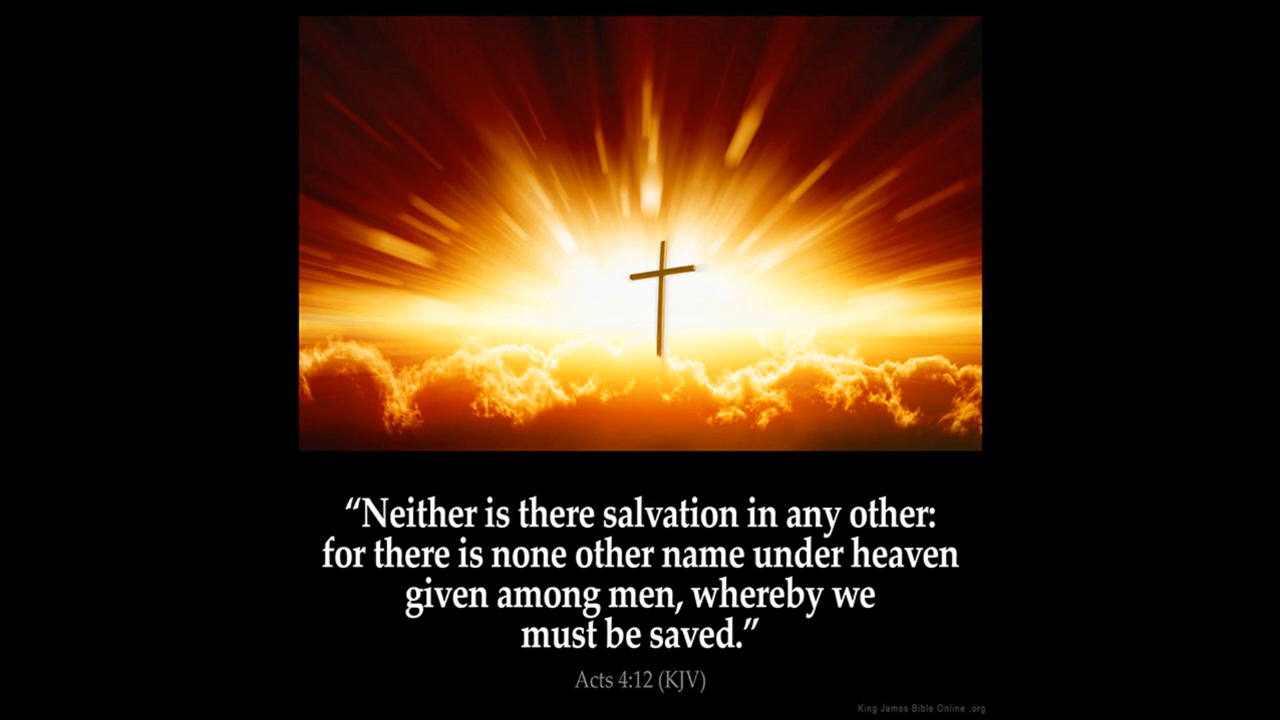 “Neither is there salvation in any other:
for there is none other name under heaven
given among men, whereby we
must be saved.”
Acts 4:12 (KJV)
King James Bible Online .org